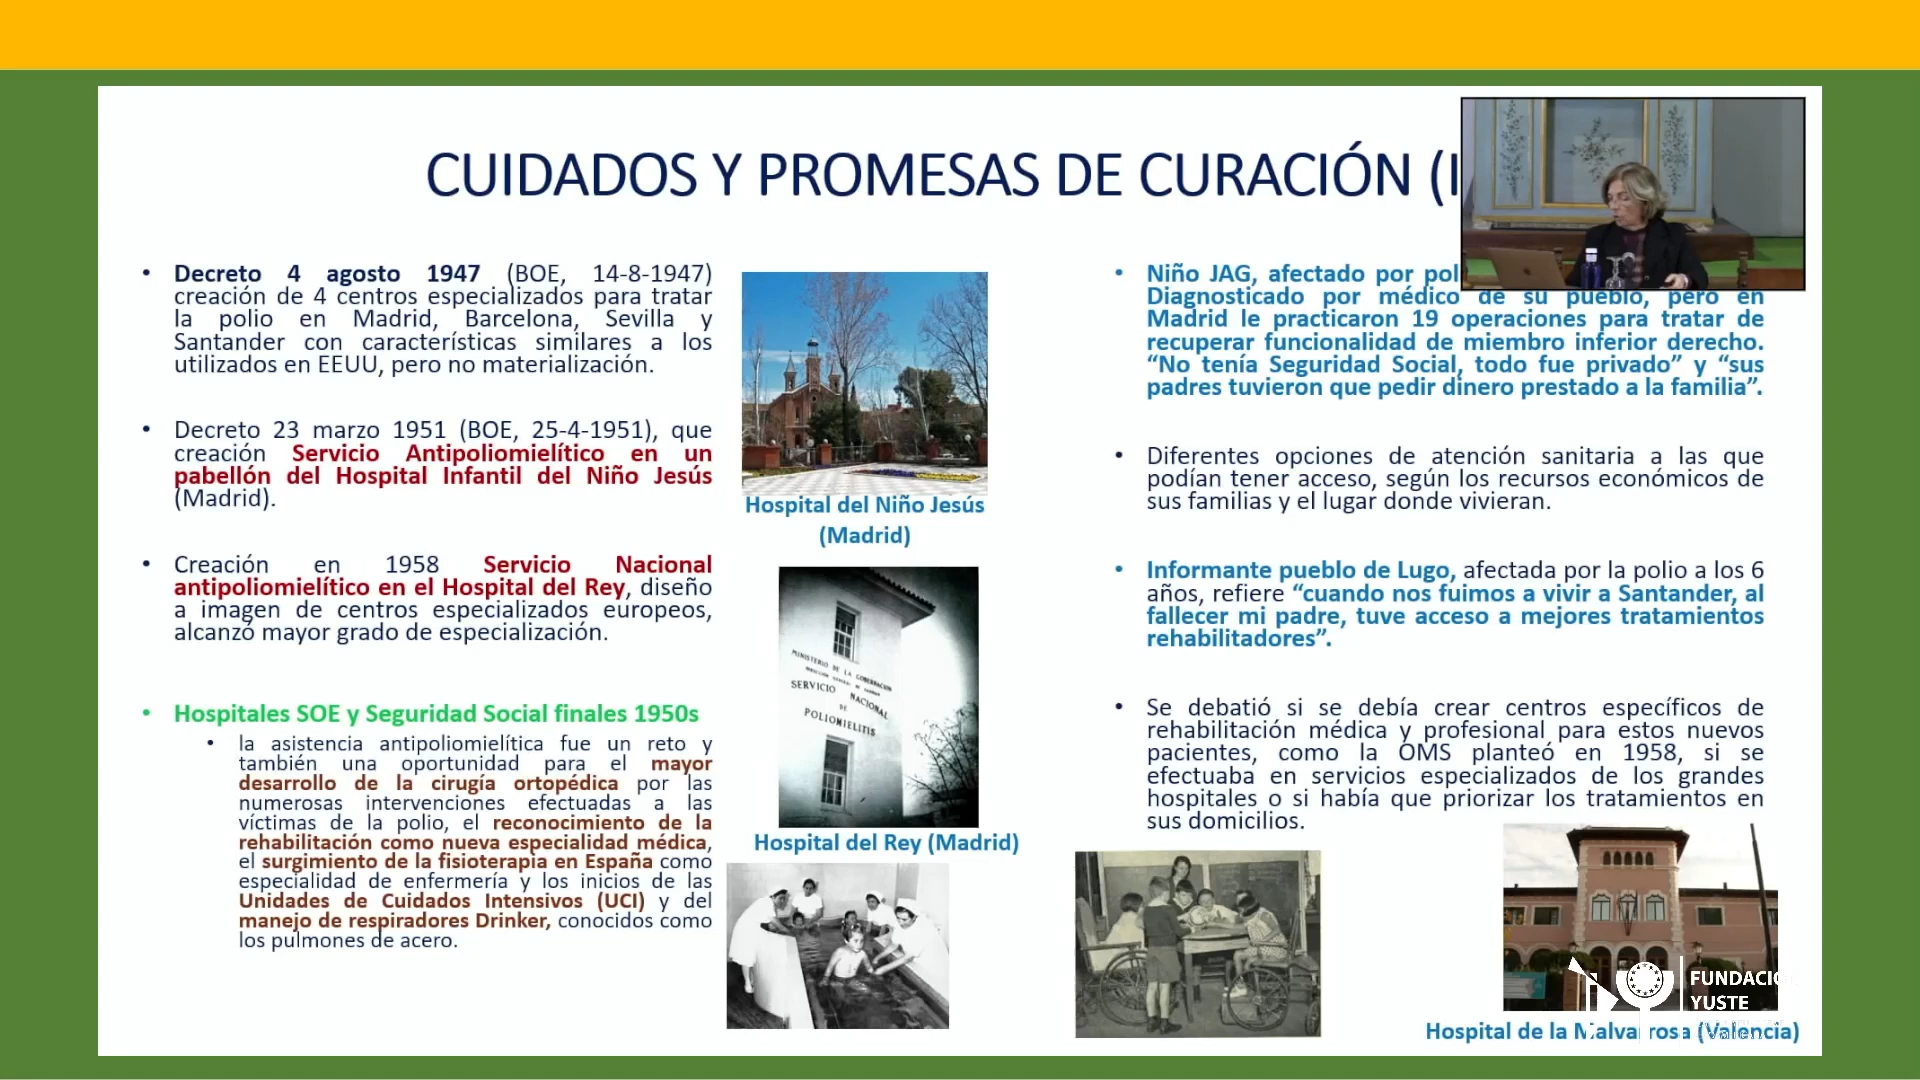 CUIDADOS Y PROMESAS DE CURACIÓN (I
• Decreto 4 agosto 1947 (BOE, 14-8-1947)
creación de 4 centros especializados para tratar
la polio en Madrid, Barcelona, Sevilla y
Santander con características similares a los
utilizados en EEUU, pero no materialización.
• Decreto 23 marzo 1951 (BOE, 25-4-1951), que
creación Servicio Antipoliomielítico en un
pabellón del Hospital Infantil del Niño Jesús
(Madrid).
• Creación en 1958 Servicio Nacional
antipoliomielítico en el Hospital del Rey, diseño
a imagen de centros especializados europeos,
alcanzó mayor grado de especialización.
• Hospitales SOE y Seguridad Social finales 1950s
• la asistencia antipoliomielítica fue un reto y
también una oportunidad para el mayor
desarrollo de la cirugía ortopédica por las
numerosas intervenciones efectuadas a las
víctimas de la polio, el reconocimiento de la
rehabilitación como nueva especialidad médica,
el surgimiento de la fisioterapia en España como
especialidad de enfermería y los inicios de las
Unidades de Cuidados Intensivos (UCI) y del
manejo de respiradores Drinker, conocidos como
los pulmones de acero.
Hospital del Niño Jesús
(Madrid)
MINISTERIO DE LA GOBERNACION
SERVICIO NACIONAL
DE
POLIOMIELITIS
Hospital del Rey (Madrid)
• Niño JAG, afectado por pol
Diagnosticado por médico de su pueblo, pero en
Madrid le practicaron 19 operaciones para tratar de
recuperar funcionalidad de miembro inferior derecho.
“No tenía Seguridad Social, todo fue privado” y “sus
padres tuvieron que pedir dinero prestado a la familia”.
• Diferentes opciones de atención sanitaria a las que
podían tener acceso, según los recursos económicos de
sus familias y el lugar donde vivieran.
• Informante pueblo de Lugo, afectada por la polio a los 6
años, refiere “cuando nos fuimos a vivir a Santander, al
fallecer mi padre, tuve acceso a mejores tratamientos
rehabilitadores”.
• Se debatió si se debía crear centros específicos de
rehabilitación médica y profesional para estos nuevos
pacientes, como la OMS planteó en 1958, si se
efectuaba en servicios especializados de los grandes
hospitales o si había que priorizar los tratamientos en
sus domicilios.
FUNDACIÓN
YUSTE
Hospital de la Malvarrosa (Valencia)